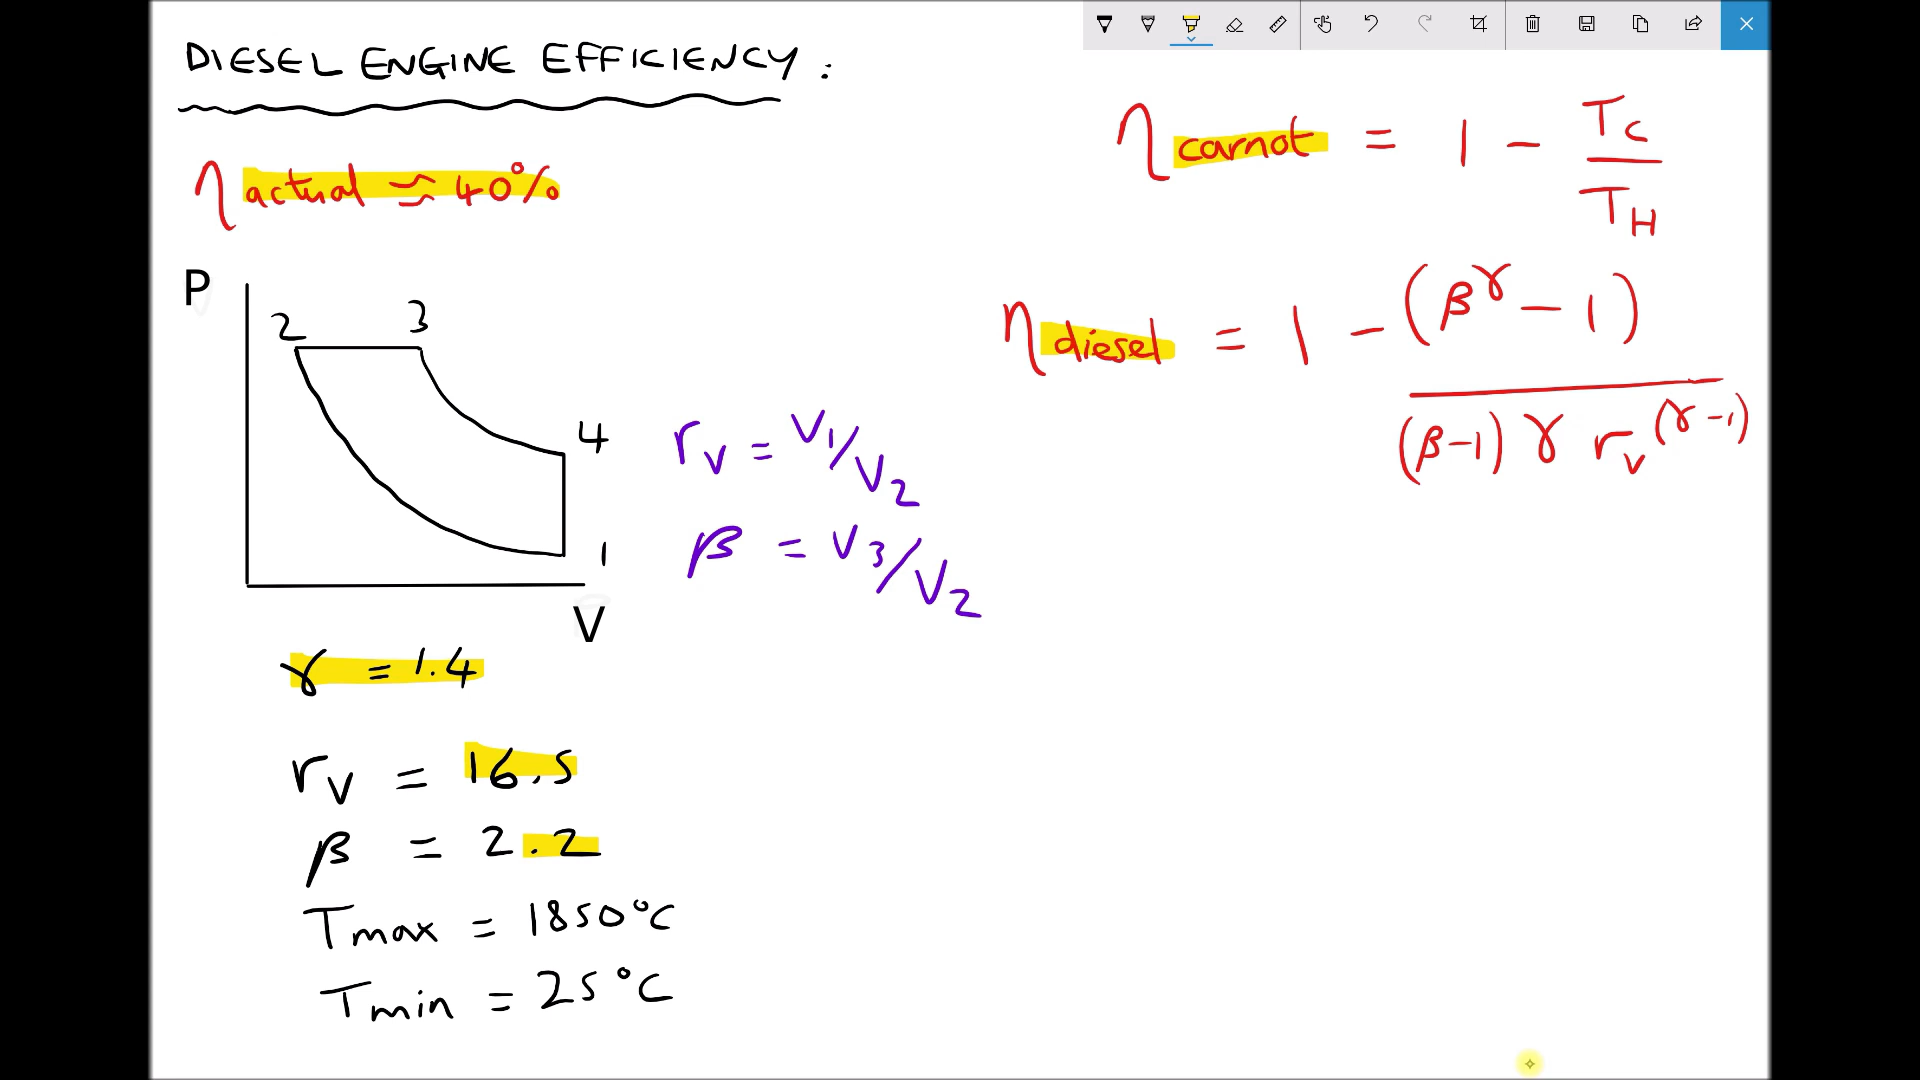 DIESEL ENGINE EFFICIENCY :
η actual ≈ 40%
η carnot = 1 - Tc / TH
η diesel = 1 - (β^γ - 1) / (β-1) γ rv^(γ-1)
P
2 3
4
1
V
rv = V1/V2
β = V3/V2
γ = 1.4
rv = 16.5
β = 2.2
Tmax = 1850°C
Tmin = 25°C